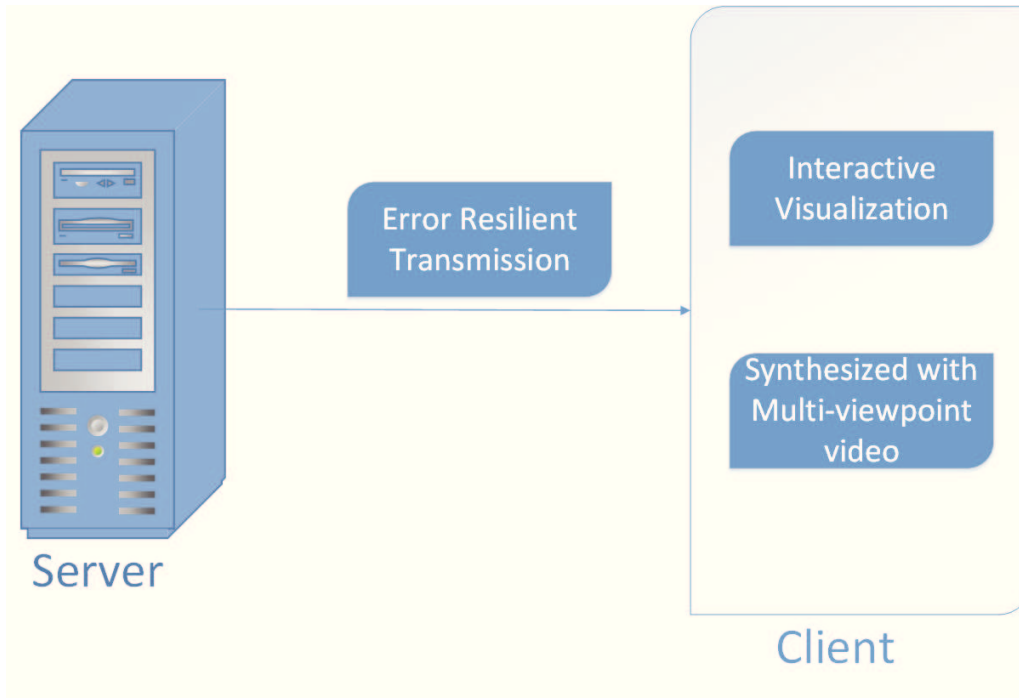 Error Resilient
Transmission
Interactive
Visualization
Synthesized with
Multi-viewpoint
video
Server
Client